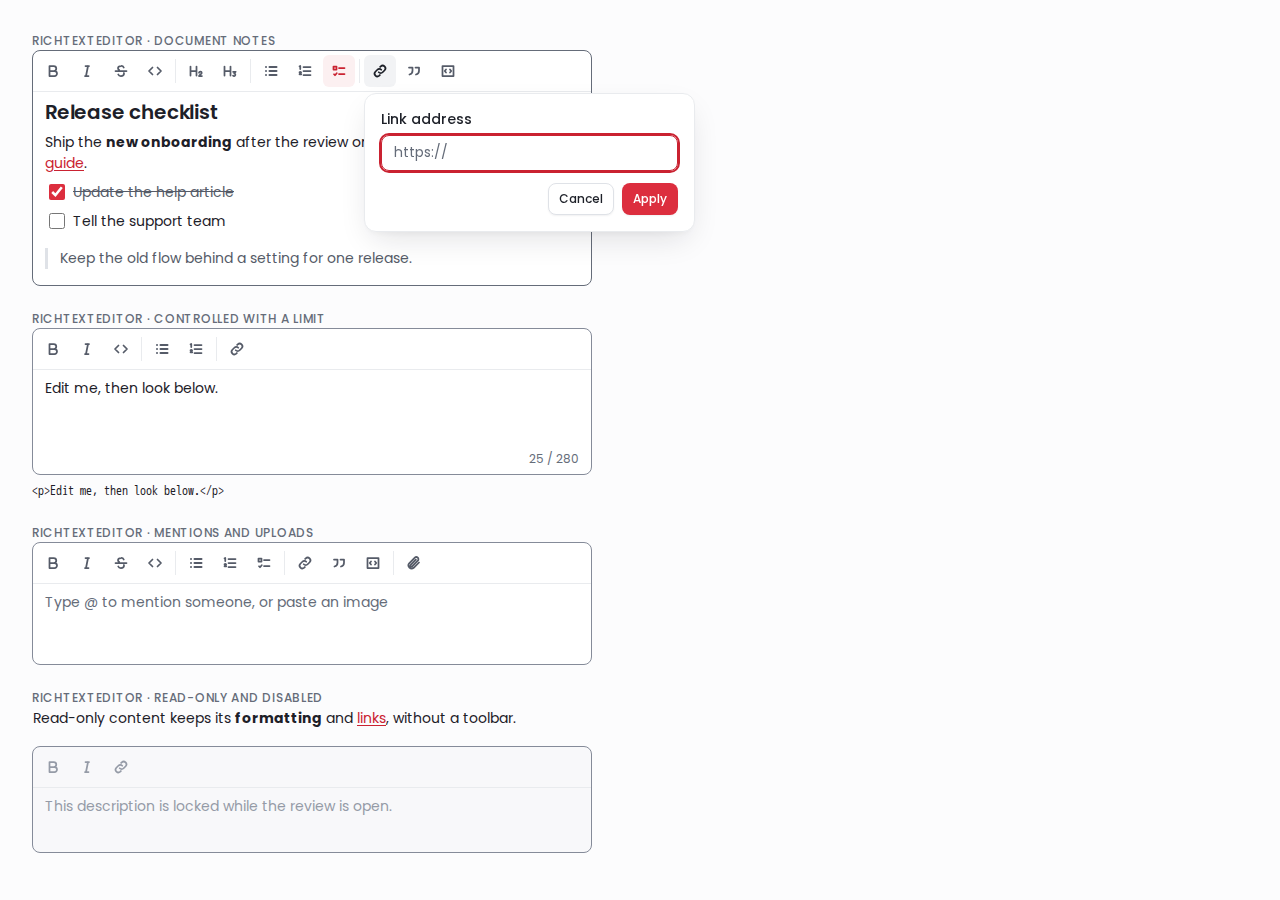 RICHTEXTEDITOR · DOCUMENT NOTES
B I S <> H2 H3
Release checklist
Link address
Ship the new onboarding after the review
https://
guide.
Update the help article
Cancel Apply
Tell the support team
Keep the old flow behind a setting for one release.
RICHTEXTEDITOR · CONTROLLED WITH A LIMIT
B I <>
Edit me, then look below.
25 / 280
<p>Edit me, then look below.</p>
RICHTEXTEDITOR · MENTIONS AND UPLOADS
B I S <>
Type @ to mention someone, or paste an image
RICHTEXTEDITOR · READ-ONLY AND DISABLED
Read-only content keeps its formatting and links, without a toolbar.
B I
This description is locked while the review is open.